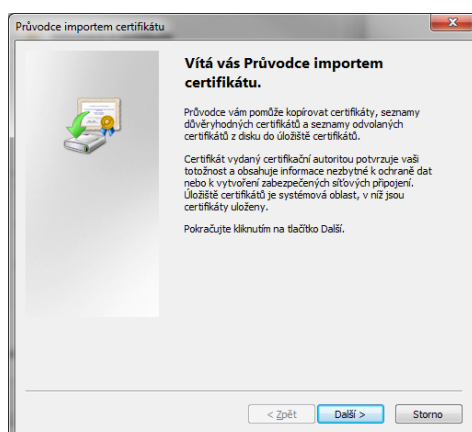 Průvodce importem certifikátu
Vítá vás Průvodce importem
certifikátu.
Průvodce vám pomůže kopírovat certifikáty, seznamy
důvěryhodných certifikátů a seznamy odvolaných
certifikátů z disku do úložiště certifikátů.
Certifikát vydaný certifikační autoritou potvrzuje vaši
totožnost a obsahuje informace nezbytné k ochraně dat
nebo k vytvoření zabezpečených síťových připojení.
Úložiště certifikátů je systémová oblast, v níž jsou
certifikáty uloženy.
Pokračujte kliknutím na tlačítko Další.
< Zpět Další > Storno